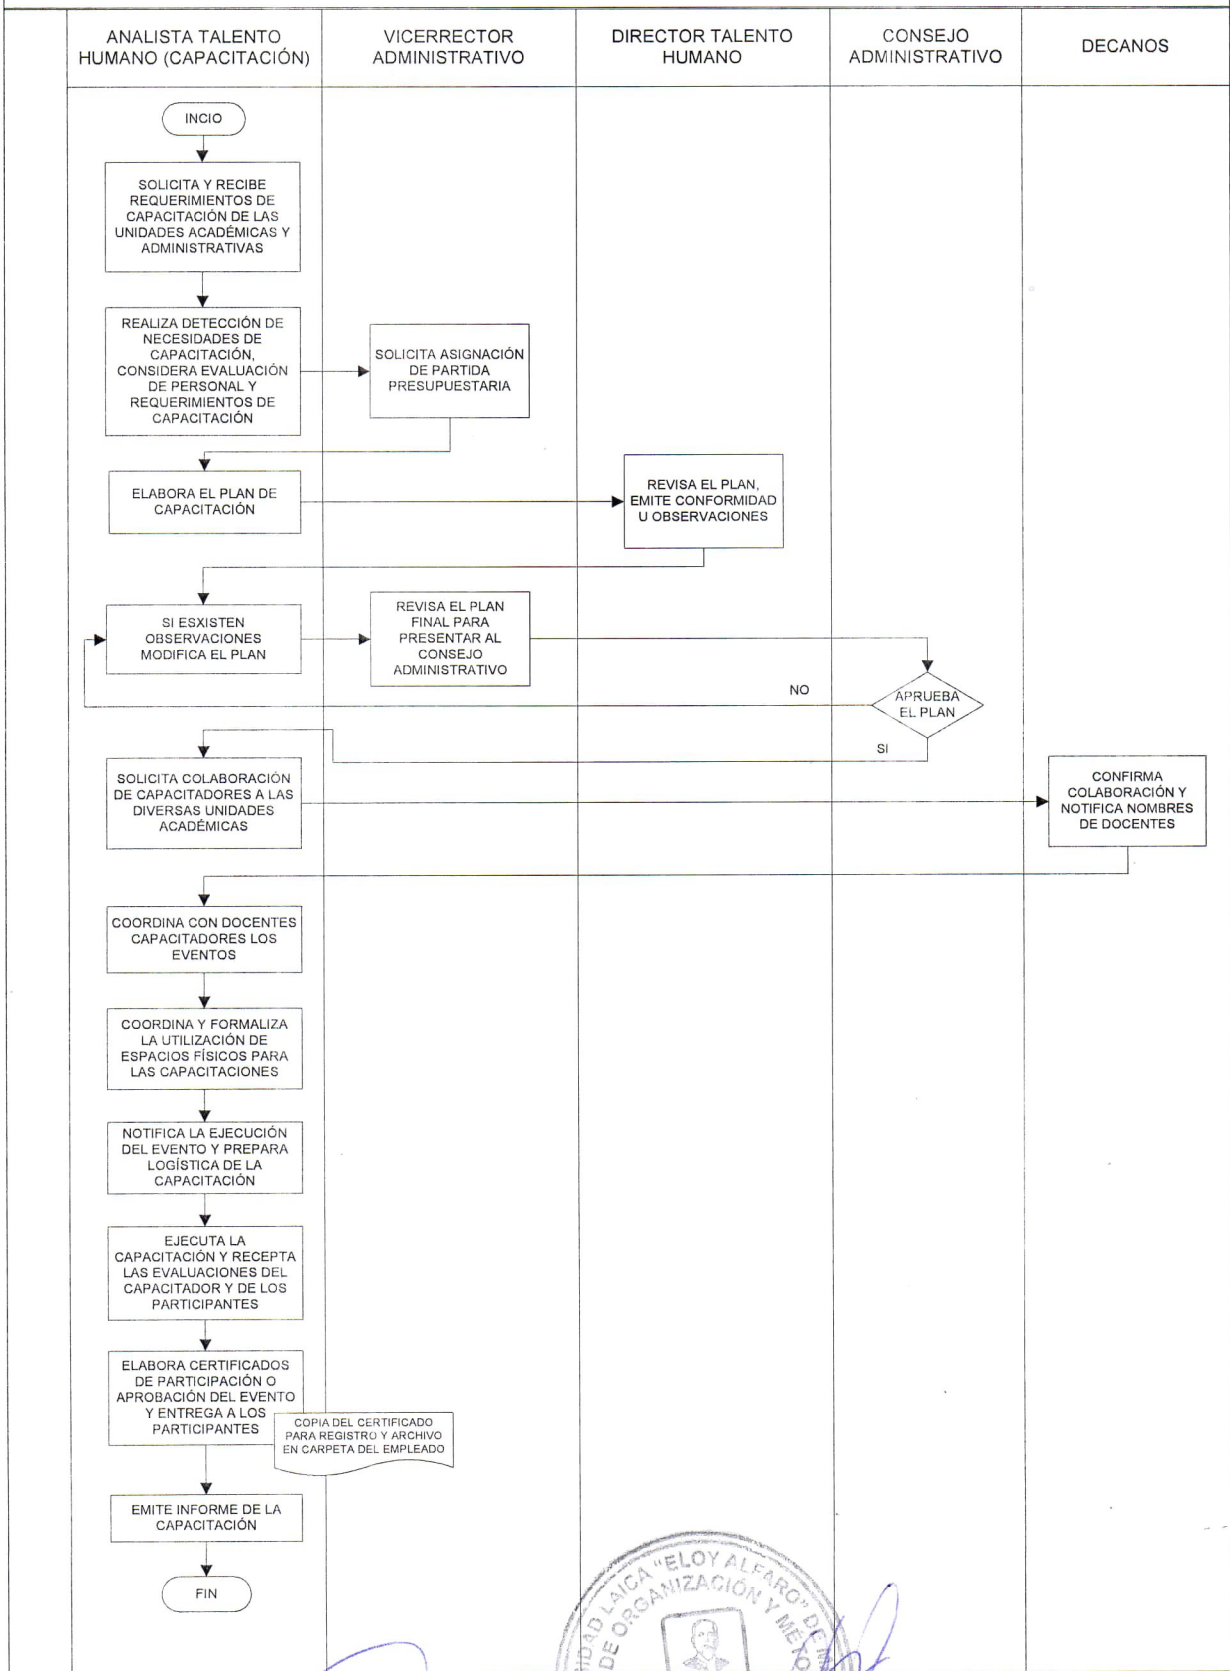 ANALISTA TALENTO
HUMANO (CAPACITACIÓN)
VICERRECTOR
ADMINISTRATIVO
DIRECTOR TALENTO
HUMANO
CONSEJO
ADMINISTRATIVO
DECANOS
INCIO
SOLICITA Y RECIBE
REQUERIMIENTOS DE
CAPACITACIÓN DE LAS
UNIDADES ACADÉMICAS Y
ADMINISTRATIVAS
REALIZA DETECCIÓN DE
NECESIDADES DE
CAPACITACIÓN,
CONSIDERA EVALUACIÓN
DE PERSONAL Y
REQUERIMIENTOS DE
CAPACITACIÓN
SOLICITA ASIGNACIÓN
DE PARTIDA
PRESUPUESTARIA
ELABORA EL PLAN DE
CAPACITACIÓN
REVISA EL PLAN,
EMITE CONFORMIDAD
U OBSERVACIONES
SI ESXISTEN
OBSERVACIONES
MODIFICA EL PLAN
REVISA EL PLAN
FINAL PARA
PRESENTAR AL
CONSEJO
ADMINISTRATIVO
NO
APRUEBA
EL PLAN
SI
SOLICITA COLABORACIÓN
DE CAPACITADORES A LAS
DIVERSAS UNIDADES
ACADÉMICAS
CONFIRMA
COLABORACIÓN Y
NOTIFICA NOMBRES
DE DOCENTES
COORDINA CON DOCENTES
CAPACITADORES LOS
EVENTOS
COORDINA Y FORMALIZA
LA UTILIZACIÓN DE
ESPACIOS FÍSICOS PARA
LAS CAPACITACIONES
NOTIFICA LA EJECUCIÓN
DEL EVENTO Y PREPARA
LOGÍSTICA DE LA
CAPACITACIÓN
EJECUTA LA
CAPACITACIÓN Y RECEPTA
LAS EVALUACIONES DEL
CAPACITADOR Y DE LOS
PARTICIPANTES
ELABORA CERTIFICADOS
DE PARTICIPACIÓN O
APROBACIÓN DEL EVENTO
Y ENTREGA A LOS
PARTICIPANTES
COPIA DEL CERTIFICADO
PARA REGISTRO Y ARCHIVO
EN CARPETA DEL EMPLEADO
EMITE INFORME DE LA
CAPACITACIÓN
FIN
LAICA "ELOY ALFARO" DE
DE ORGANIZACIÓN Y